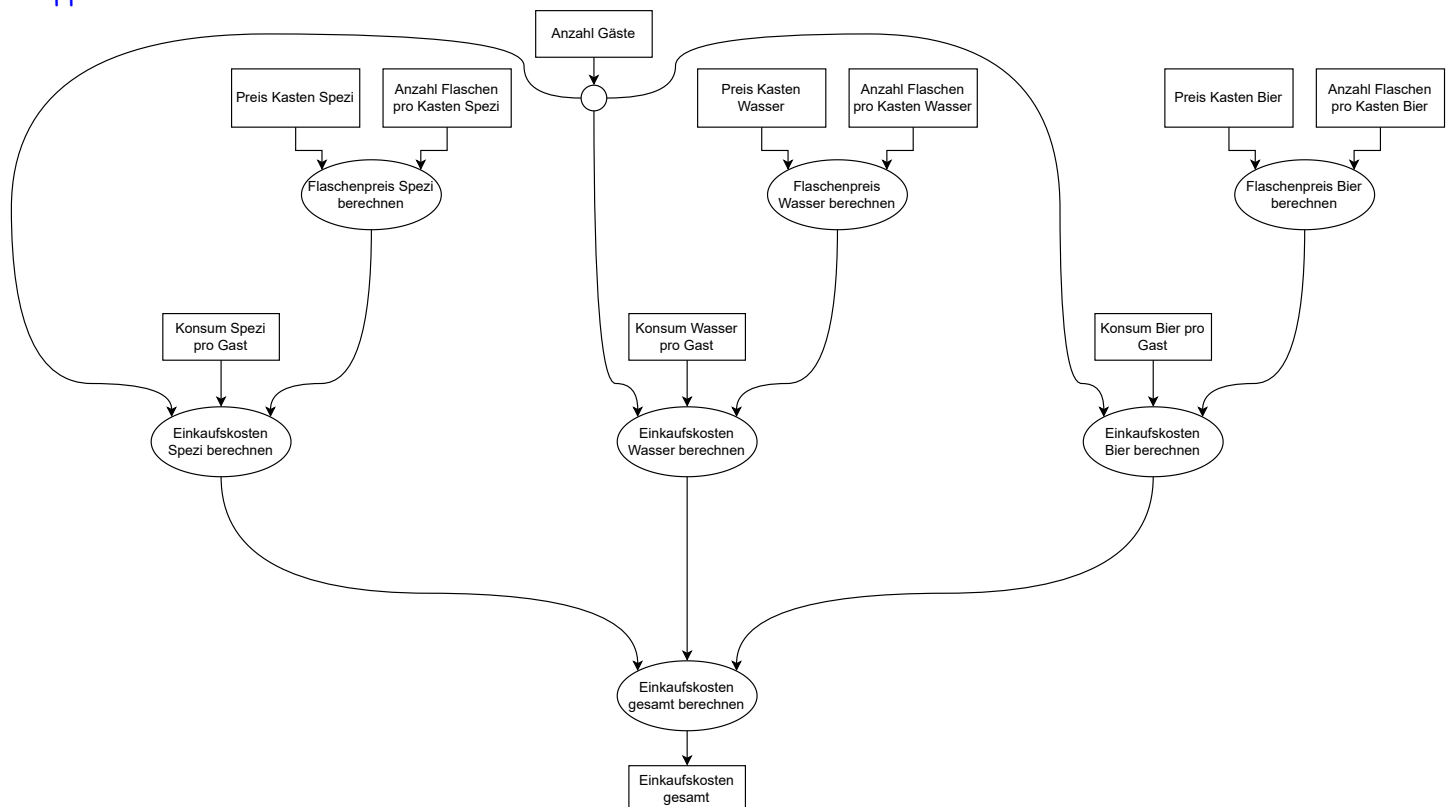 Anzahl Gäste
Preis Kasten Spezi
Anzahl Flaschen
pro Kasten Spezi
Preis Kasten
Wasser
Anzahl Flaschen
pro Kasten Wasser
Preis Kasten Bier
Anzahl Flaschen
pro Kasten Bier
Flaschenpreis Spezi
berechnen
Flaschenpreis
Wasser berechnen
Flaschenpreis Bier
berechnen
Konsum Spezi
pro Gast
Konsum Wasser
pro Gast
Konsum Bier pro
Gast
Einkaufskosten
Spezi berechnen
Einkaufskosten
Wasser berechnen
Einkaufskosten
Bier berechnen
Einkaufskosten
gesamt berechnen
Einkaufskosten
gesamt